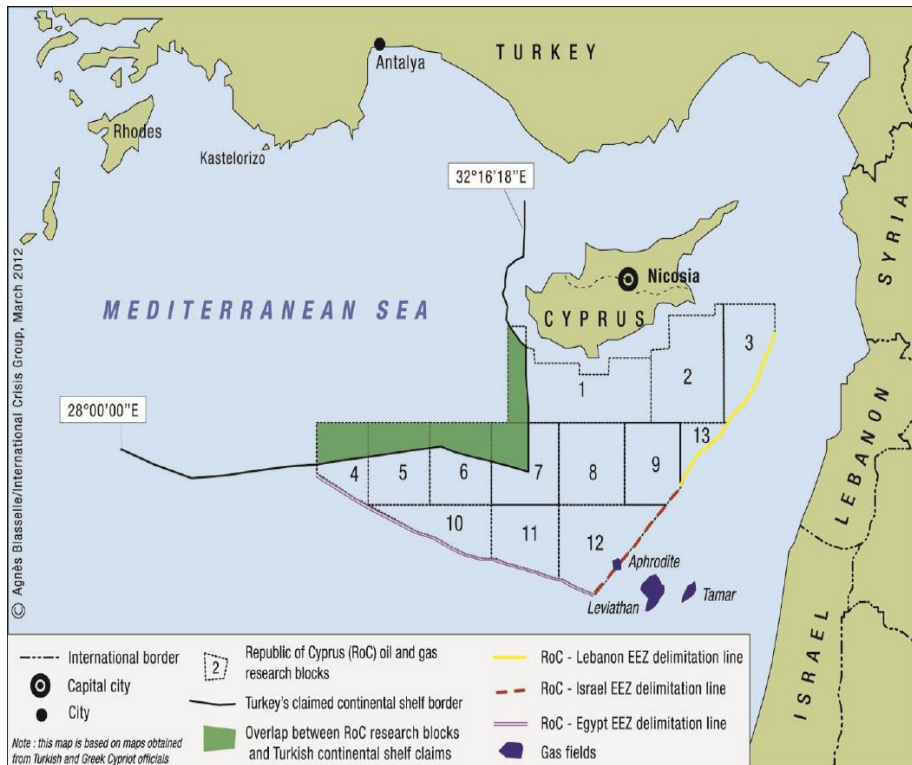 TURKEY
Antalya
Rhodes
Kastelorizo
32°16'18"E
SYRIA
Nicosia
MEDITERRANEAN SEA
CYPRUS
3
2
1
28°00'00"E
13
LEBANON
4
5
6
7
8
9
10
11
12
Aphrodite
Leviathan
Tamar
ISRAEL
© Agnès Blasselle/International Crisis Group, March 2012
International border
Capital city
City
Note : this map is based on maps obtained
from Turkish and Greek Cypriot officials
2
Republic of Cyprus (RoC) oil and gas
research blocks
Turkey's claimed continental shelf border
Overlap between RoC research blocks
and Turkish continental shelf claims
RoC - Lebanon EEZ delimitation line
RoC - Israel EEZ delimitation line
RoC - Egypt EEZ delimitation line
Gas fields